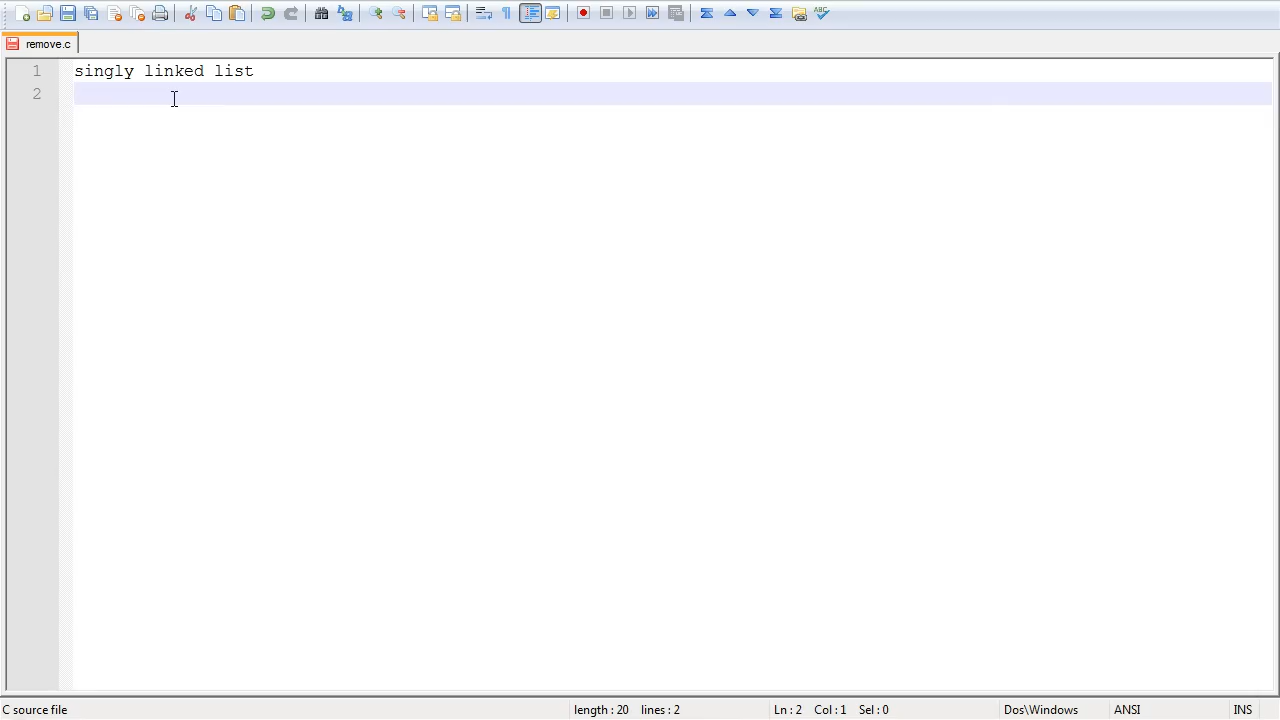 remove.c
1 singly linked list
2
C source file length : 20 lines : 2 Ln : 2 Col : 1 Sel : 0 Dos\Windows ANSI INS